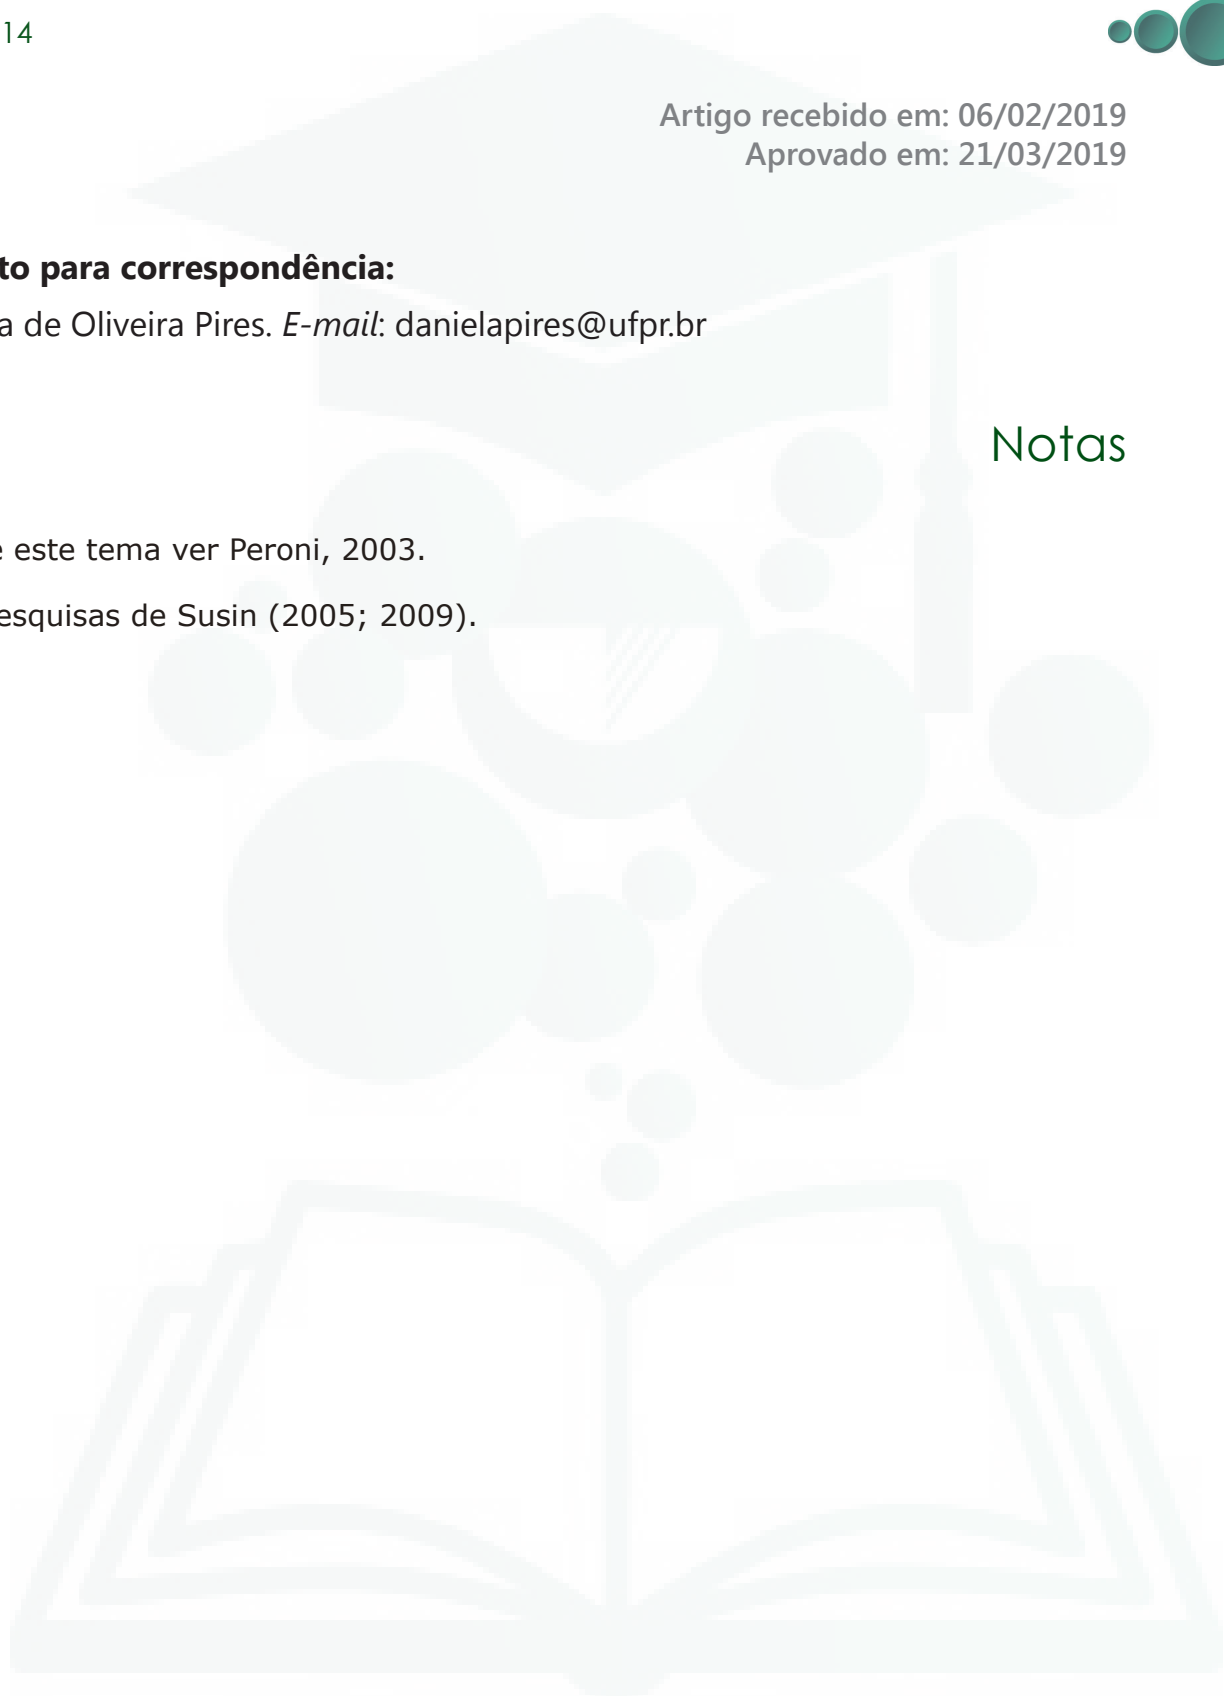 14
Artigo recebido em: 06/02/2019
Aprovado em: 21/03/2019
to para correspondência:
a de Oliveira Pires. E-mail: danielapires@ufpr.br
Notas
e este tema ver Peroni, 2003.
esquisas de Susin (2005; 2009).